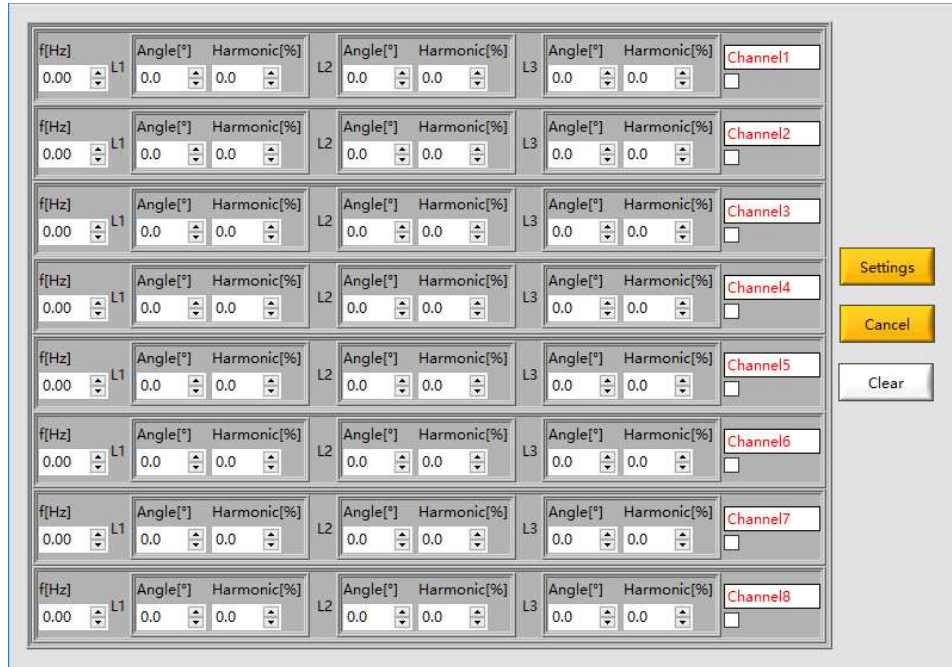 f[Hz] Angle[°] Harmonic[%] Angle[°] Harmonic[%] Angle[°] Harmonic[%] Channel1
0.00 L1 0.0 0.0 L2 0.0 0.0 L3 0.0 0.0
f[Hz] Angle[°] Harmonic[%] Angle[°] Harmonic[%] Angle[°] Harmonic[%] Channel2
0.00 L1 0.0 0.0 L2 0.0 0.0 L3 0.0 0.0
f[Hz] Angle[°] Harmonic[%] Angle[°] Harmonic[%] Angle[°] Harmonic[%] Channel3
0.00 L1 0.0 0.0 L2 0.0 0.0 L3 0.0 0.0
f[Hz] Angle[°] Harmonic[%] Angle[°] Harmonic[%] Angle[°] Harmonic[%] Channel4
0.00 L1 0.0 0.0 L2 0.0 0.0 L3 0.0 0.0
f[Hz] Angle[°] Harmonic[%] Angle[°] Harmonic[%] Angle[°] Harmonic[%] Channel5
0.00 L1 0.0 0.0 L2 0.0 0.0 L3 0.0 0.0
f[Hz] Angle[°] Harmonic[%] Angle[°] Harmonic[%] Angle[°] Harmonic[%] Channel6
0.00 L1 0.0 0.0 L2 0.0 0.0 L3 0.0 0.0
f[Hz] Angle[°] Harmonic[%] Angle[°] Harmonic[%] Angle[°] Harmonic[%] Channel7
0.00 L1 0.0 0.0 L2 0.0 0.0 L3 0.0 0.0
f[Hz] Angle[°] Harmonic[%] Angle[°] Harmonic[%] Angle[°] Harmonic[%] Channel8
0.00 L1 0.0 0.0 L2 0.0 0.0 L3 0.0 0.0
Settings
Cancel
Clear